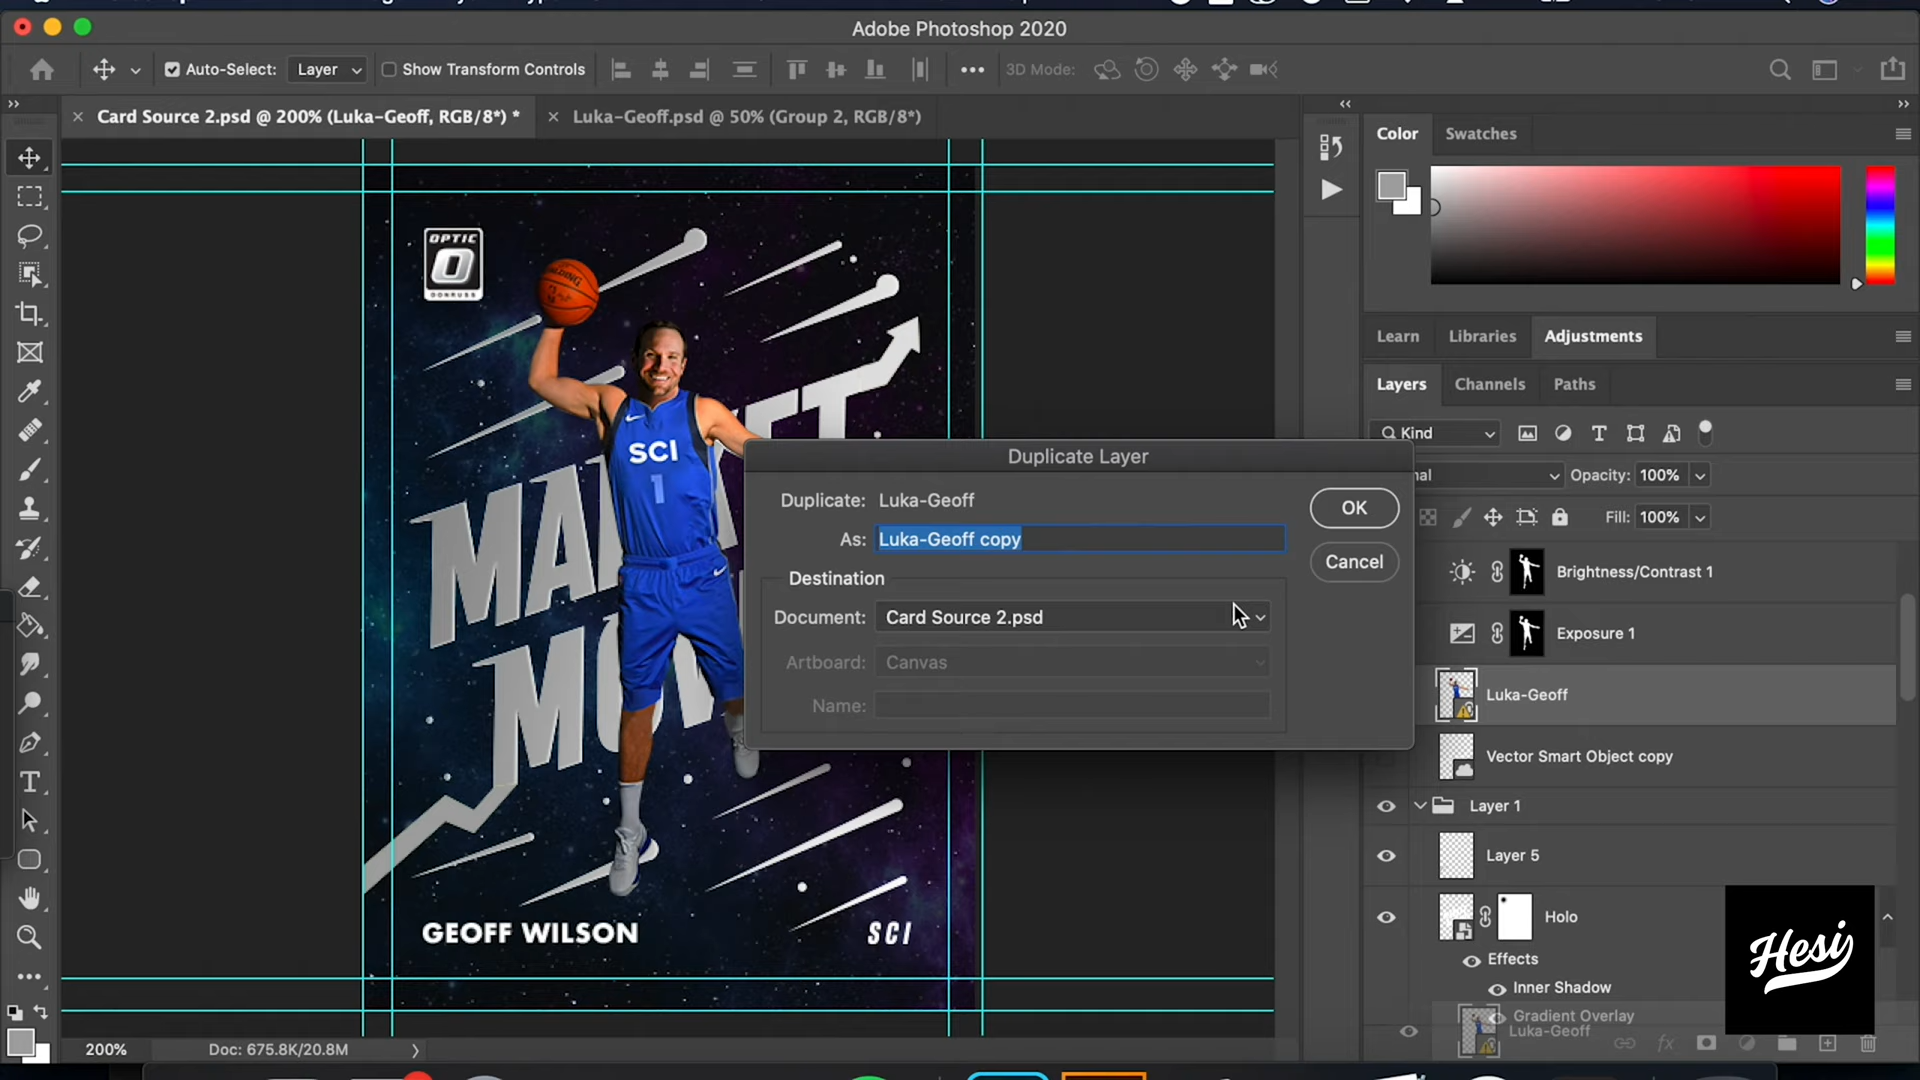 Adobe Photoshop 2020
Auto-Select: Layer Show Transform Controls 3D Mode:
Card Source 2.psd @ 200% (Luka-Geoff, RGB/8*) * Luka-Geoff.psd @ 50% (Group 2, RGB/8*)
Color Swatches
OPTIC
O
DONRUSS
SPALDING
SCI
1
GEOFF WILSON
SCI
Duplicate Layer
Duplicate: Luka-Geoff
As: Luka-Geoff copy
Destination
Document: Card Source 2.psd
Artboard: Canvas
Name:
OK
Cancel
Learn Libraries Adjustments
Layers Channels Paths
Kind
Opacity: 100%
Fill: 100%
Brightness/Contrast 1
Exposure 1
Luka-Geoff
Vector Smart Object copy
Layer 1
Layer 5
Holo
Effects
Inner Shadow
Gradient Overlay
Luka-Geoff
fx
Hesi
200% Doc: 675.8K/20.8M